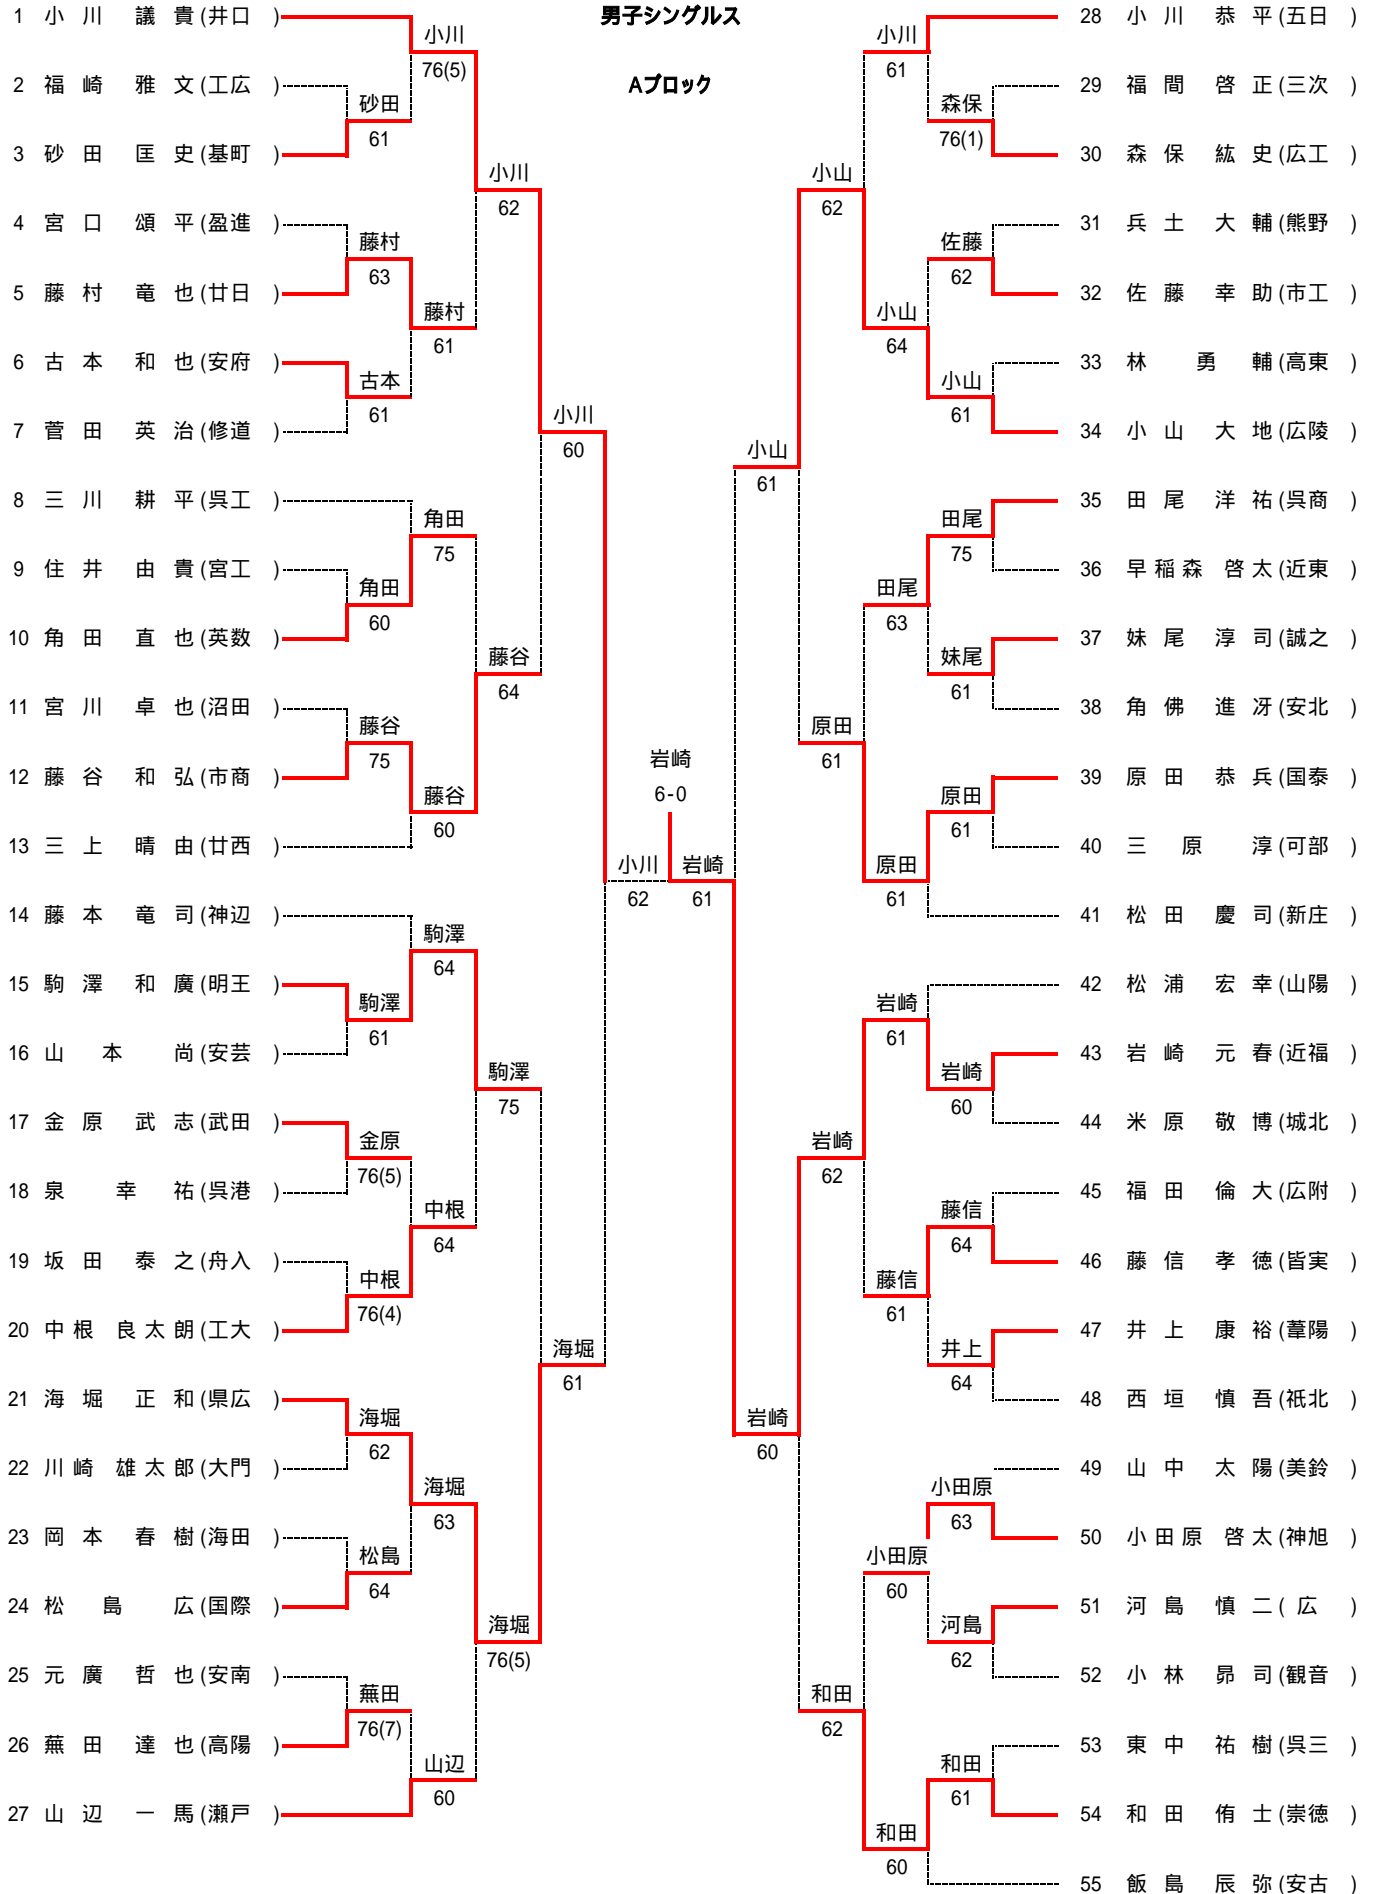 男子シングルス
Aブロック
1 小川 議貴(井口)
2 福崎 雅文(工広)
3 砂田 匡史(基町)
4 宮口 頌平(盈進)
5 藤村 竜也(廿日)
6 古本 和也(安府)
7 菅田 英治(修道)
8 三川 耕平(呉工)
9 住井 由貴(宮工)
10 角田 直也(英数)
11 宮川 卓也(沼田)
12 藤谷 和弘(市商)
13 三上 晴由(廿西)
14 藤本 竜司(神辺)
15 駒澤 和廣(明王)
16 山本 尚(安芸)
17 金原 武志(武田)
18 泉 幸祐(呉港)
19 坂田 泰之(舟入)
20 中根 良太朗(工大)
21 海堀 正和(県広)
22 川崎 雄太郎(大門)
23 岡本 春樹(海田)
24 松島 広(国際)
25 元廣 哲也(安南)
26 蕪田 達也(高陽)
27 山辺 一馬(瀬戸)
砂田
61
藤村
63
古本
61
角田
60
藤谷
75
駒澤
61
金原
76(5)
中根
76(4)
海堀
62
松島
64
蕪田
76(7)
小川
76(5)
藤村
61
角田
75
藤谷
60
駒澤
64
中根
64
海堀
63
山辺
60
小川
62
藤谷
64
駒澤
75
海堀
76(5)
小川
60
海堀
61
小川
62
岩崎
6-0
岩崎
61
小山
61
岩崎
60
小山
62
原田
61
岩崎
62
和田
62
小川
61
小山
64
田尾
63
原田
61
岩崎
61
藤信
61
小田原
60
和田
60
森保
76(1)
佐藤
62
小山
61
田尾
75
妹尾
61
原田
61
岩崎
60
藤信
64
井上
64
小田原
63
河島
62
和田
61
28 小川 恭平(五日)
29 福間 啓正(三次)
30 森保 紘史(広工)
31 兵土 大輔(熊野)
32 佐藤 幸助(市工)
33 林 勇輔(高東)
34 小山 大地(広陵)
35 田尾 洋祐(呉商)
36 早稲森 啓太(近東)
37 妹尾 淳司(誠之)
38 角佛 進冴(安北)
39 原田 恭兵(国泰)
40 三原 淳(可部)
41 松田 慶司(新庄)
42 松浦 宏幸(山陽)
43 岩崎 元春(近福)
44 米原 敬博(城北)
45 福田 倫大(広附)
46 藤信 孝徳(皆実)
47 井上 康裕(葦陽)
48 西垣 慎吾(祇北)
49 山中 太陽(美鈴)
50 小田原 啓太(神旭)
51 河島 慎二(広)
52 小林 昴司(観音)
53 東中 祐樹(呉三)
54 和田 侑士(崇徳)
55 飯島 辰弥(安古)